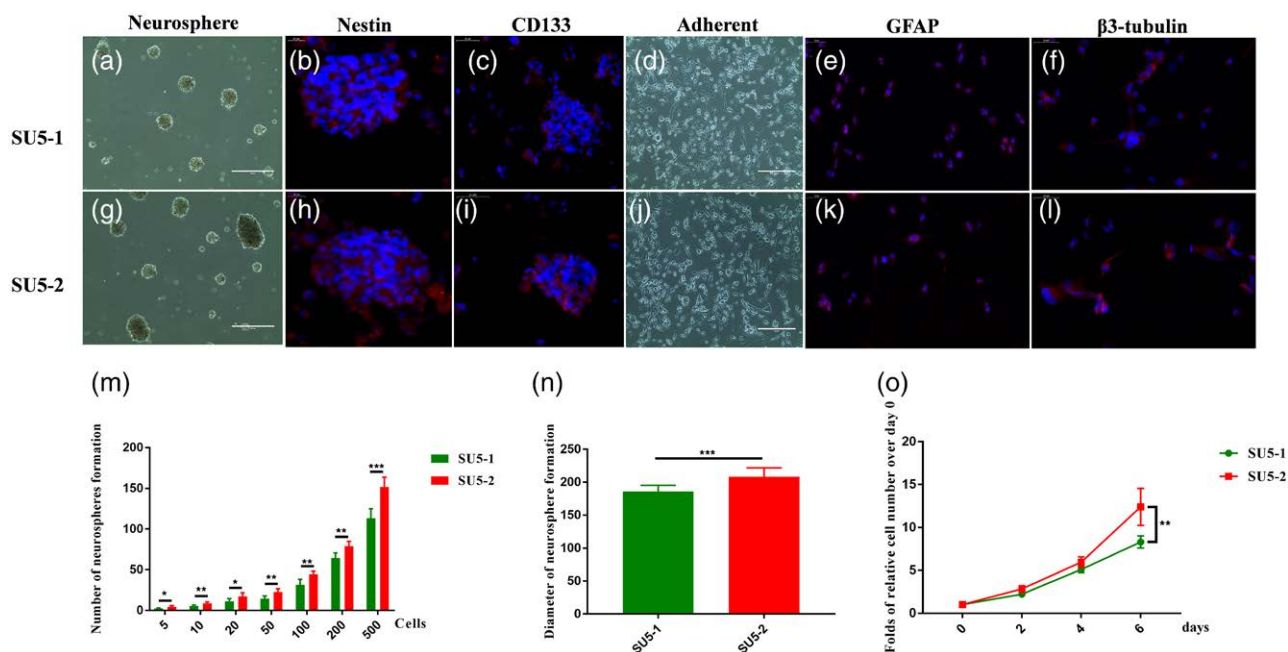 Neurosphere Nestin CD133 Adherent GFAP β3-tubulin
SU5-1
(a) (b) (c) (d) (e) (f)
SU5-2
(g) (h) (i) (j) (k) (l)
(m)
Number of neurospheres formation
200
150
100
50
0
* ** * ** ** ** ***
5 10 20 50 100 200 500 Cells
SU5-1
SU5-2
(n)
Diameter of neurosphere formation
250
200
150
100
50
0
***
SU5-1 SU5-2
(o)
Folds of relative cell number over day 0
20
15
10
5
0
**
0 2 4 6 days
SU5-1
SU5-2